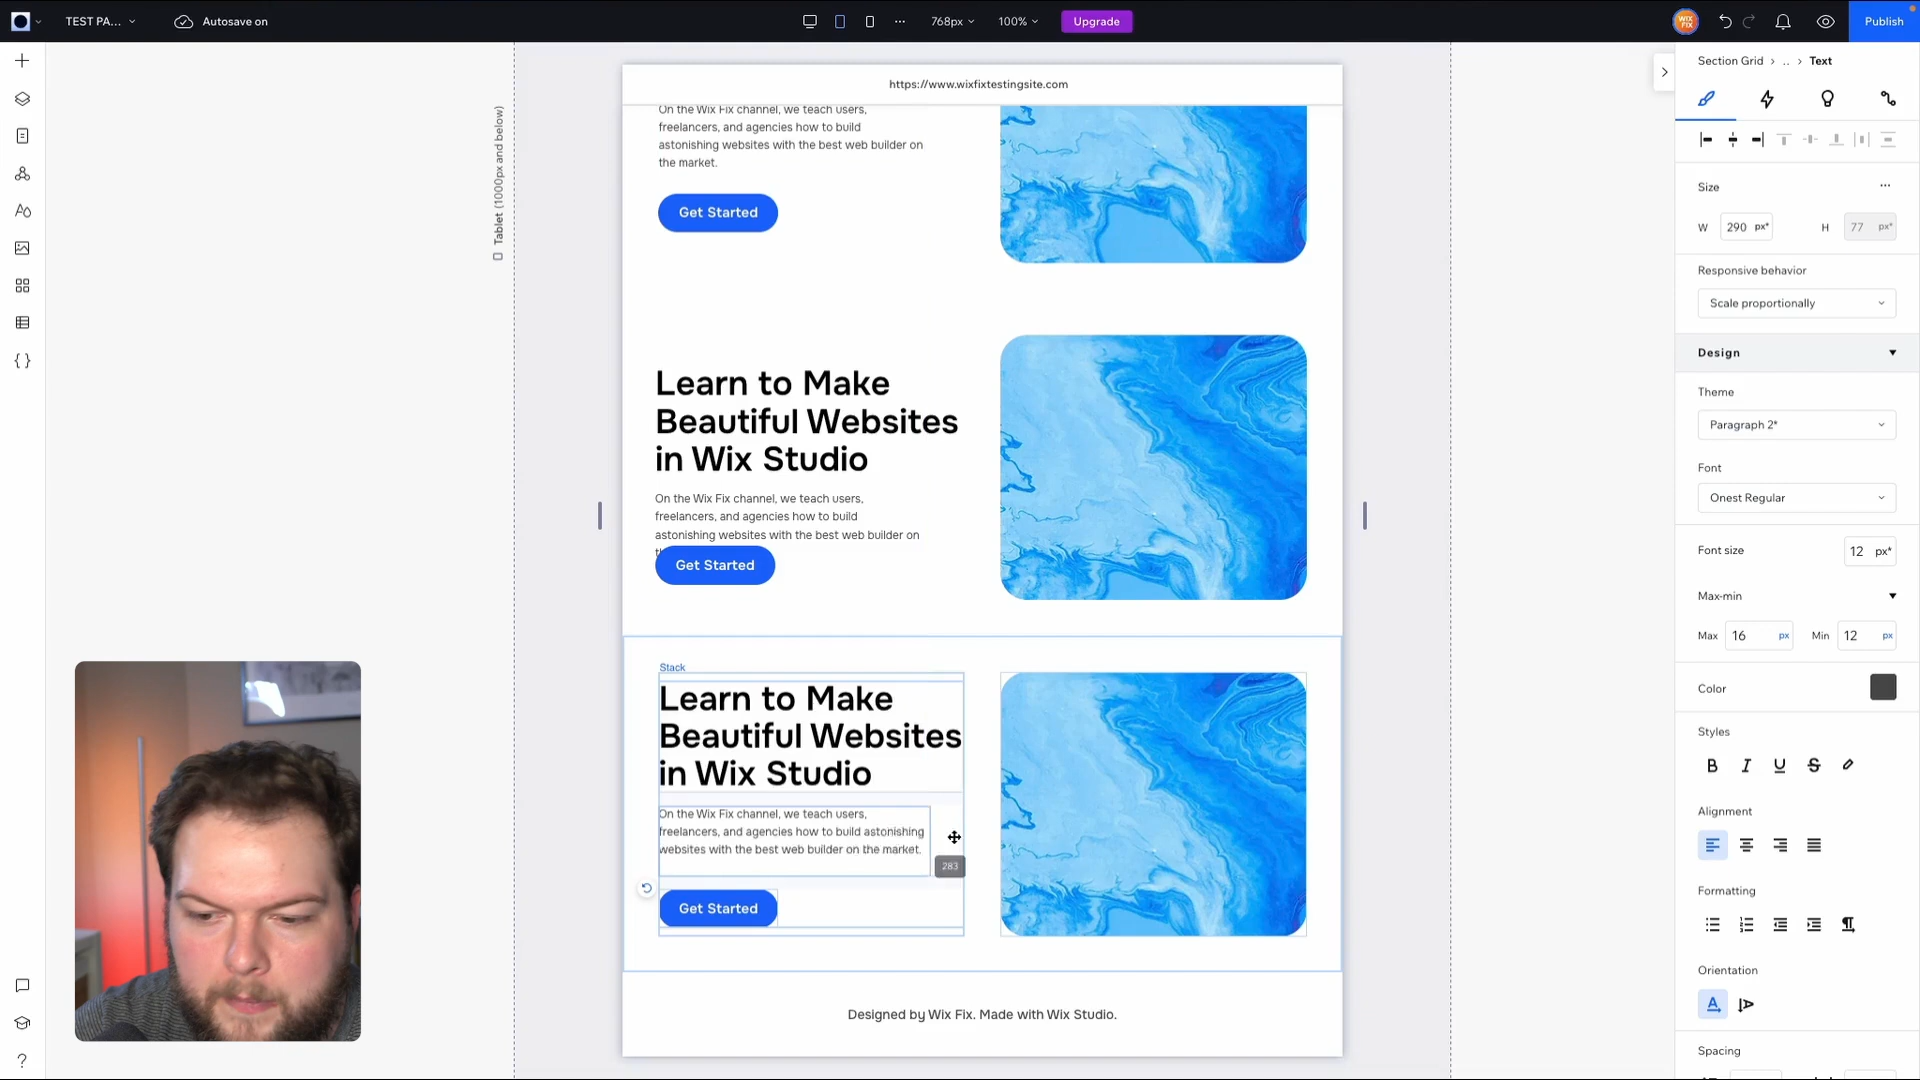 TEST PA...
Autosave on
768px
100%
Upgrade
WIX
FIX
Publish
Tablet (1000px and below)
https://www.wixfixtestingsite.com
On the Wix Fix channel, we teach users,
freelancers, and agencies how to build
astonishing websites with the best web builder on
the market.
Get Started
Learn to Make
Beautiful Websites
in Wix Studio
On the Wix Fix channel, we teach users,
freelancers, and agencies how to build
astonishing websites with the best web builder on
Get Started
Stack
Learn to Make
Beautiful Websites
in Wix Studio
On the Wix Fix channel, we teach users,
freelancers, and agencies how to build astonishing
websites with the best web builder on the market.
283
Get Started
Designed by Wix Fix. Made with Wix Studio.
Section Grid > .. > Text
Size
W 290 px* H 77 px*
Responsive behavior
Scale proportionally
Design
Theme
Paragraph 2*
Font
Onest Regular
Font size 12 px*
Max-min
Max 16 px Min 12 px
Color
Styles
B I U S
Alignment
Formatting
Orientation
Spacing